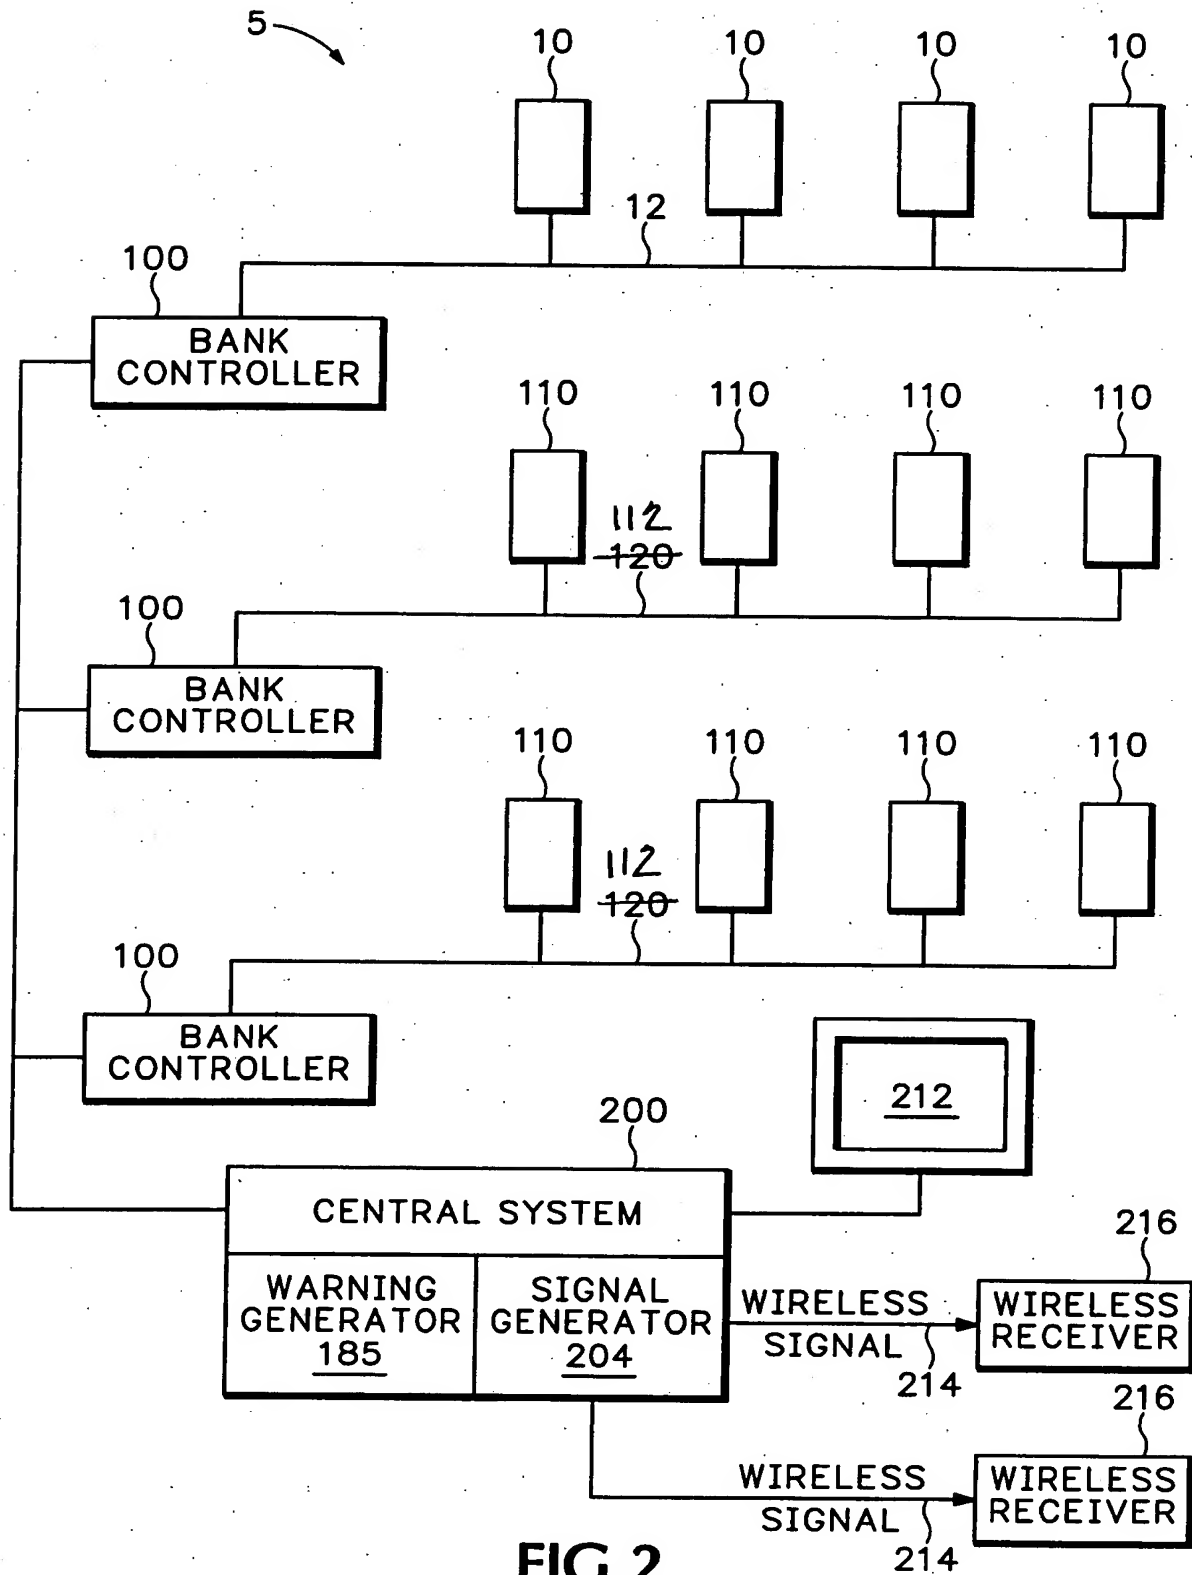 5
10 10 10 10
12
100
BANK
CONTROLLER
110 110 110 110
112
120
100
BANK
CONTROLLER
110 110 110 110
112
120
100
BANK
CONTROLLER
212
200
CENTRAL SYSTEM
216
WARNING
GENERATOR
185
SIGNAL
GENERATOR
204
WIRELESS
SIGNAL
214
WIRELESS
RECEIVER
216
WIRELESS
SIGNAL
214
WIRELESS
RECEIVER
FIG.2